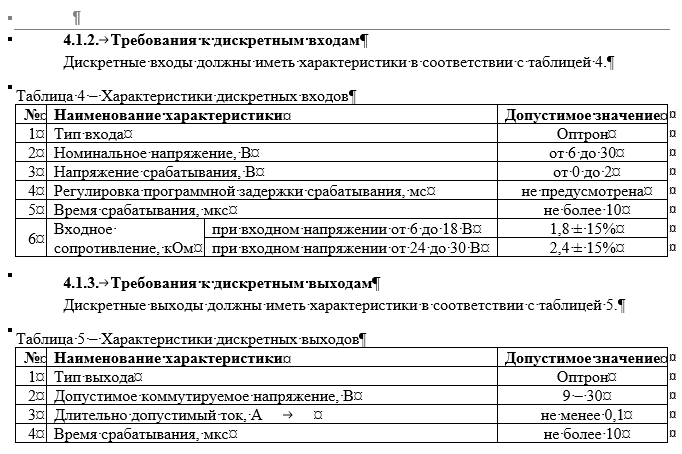 4.1.2. Требования к дискретным входам
Дискретные входы должны иметь характеристики в соответствии с таблицей 4.
Таблица 4 – Характеристики дискретных входов
№ Наименование характеристики Допустимое значение
1 Тип входа Оптрон
2 Номинальное напряжение, В от 6 до 30
3 Напряжение срабатывания, В от 0 до 2
4 Регулировка программной задержки срабатывания, мс не предусмотрена
5 Время срабатывания, мкс не более 10
6 Входное сопротивление, кОм при входном напряжении от 6 до 18 В 1,8 ± 15%
при входном напряжении от 24 до 30 В 2,4 ± 15%
4.1.3. Требования к дискретным выходам
Дискретные выходы должны иметь характеристики в соответствии с таблицей 5.
Таблица 5 – Характеристики дискретных выходов
№ Наименование характеристики Допустимое значение
1 Тип выхода Оптрон
2 Допустимое коммутируемое напряжение, В 9 – 30
3 Длительно допустимый ток, А не менее 0,1
4 Время срабатывания, мкс не более 10